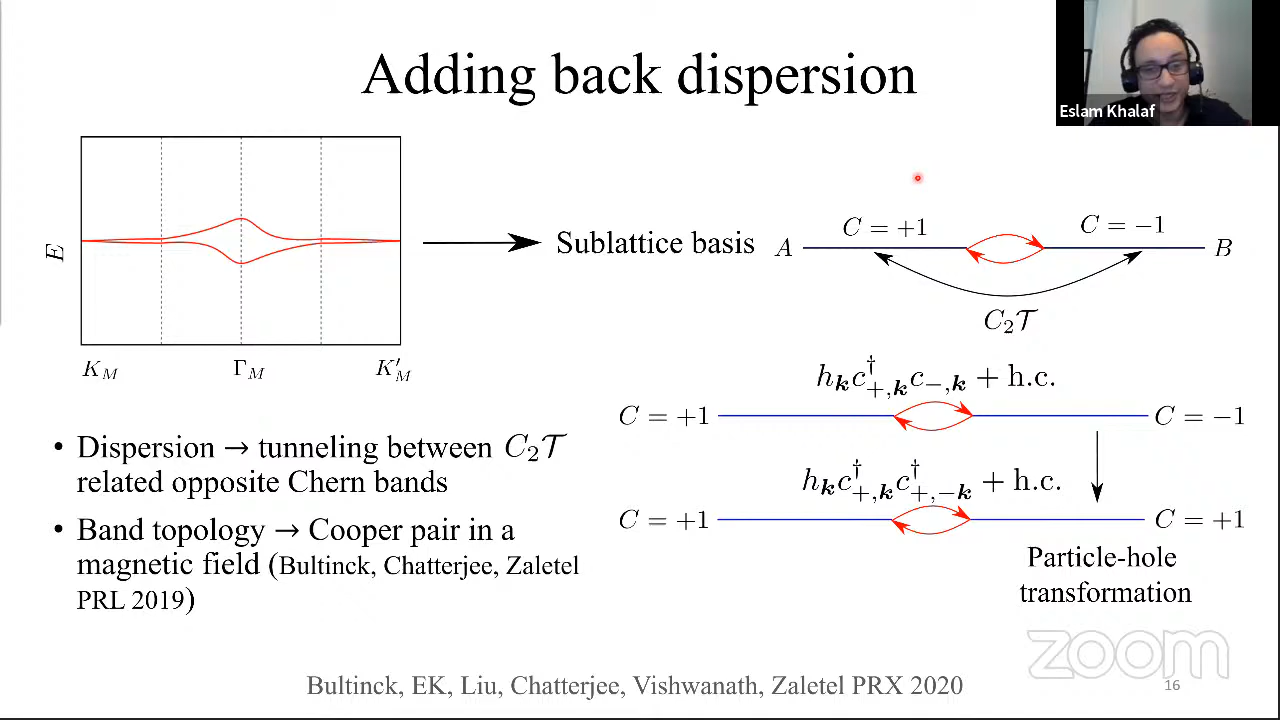 Adding back dispersion
Eslam Khalaf
E
K_M Γ_M K'_M
Sublattice basis
A C = +1 C = −1 B
C₂𝒯
h_𝒌 c†_{+,𝒌} c_{−,𝒌} + h.c.
C = +1 C = −1
h_𝒌 c†_{+,𝒌} c†_{+,−𝒌} + h.c.
C = +1 C = +1
Particle-hole
transformation
• Dispersion → tunneling between C₂𝒯
related opposite Chern bands
• Band topology → Cooper pair in a
magnetic field (Bultinck, Chatterjee, Zaletel
PRL 2019)
zoom
Bultinck, EK, Liu, Chatterjee, Vishwanath, Zaletel PRX 2020
16